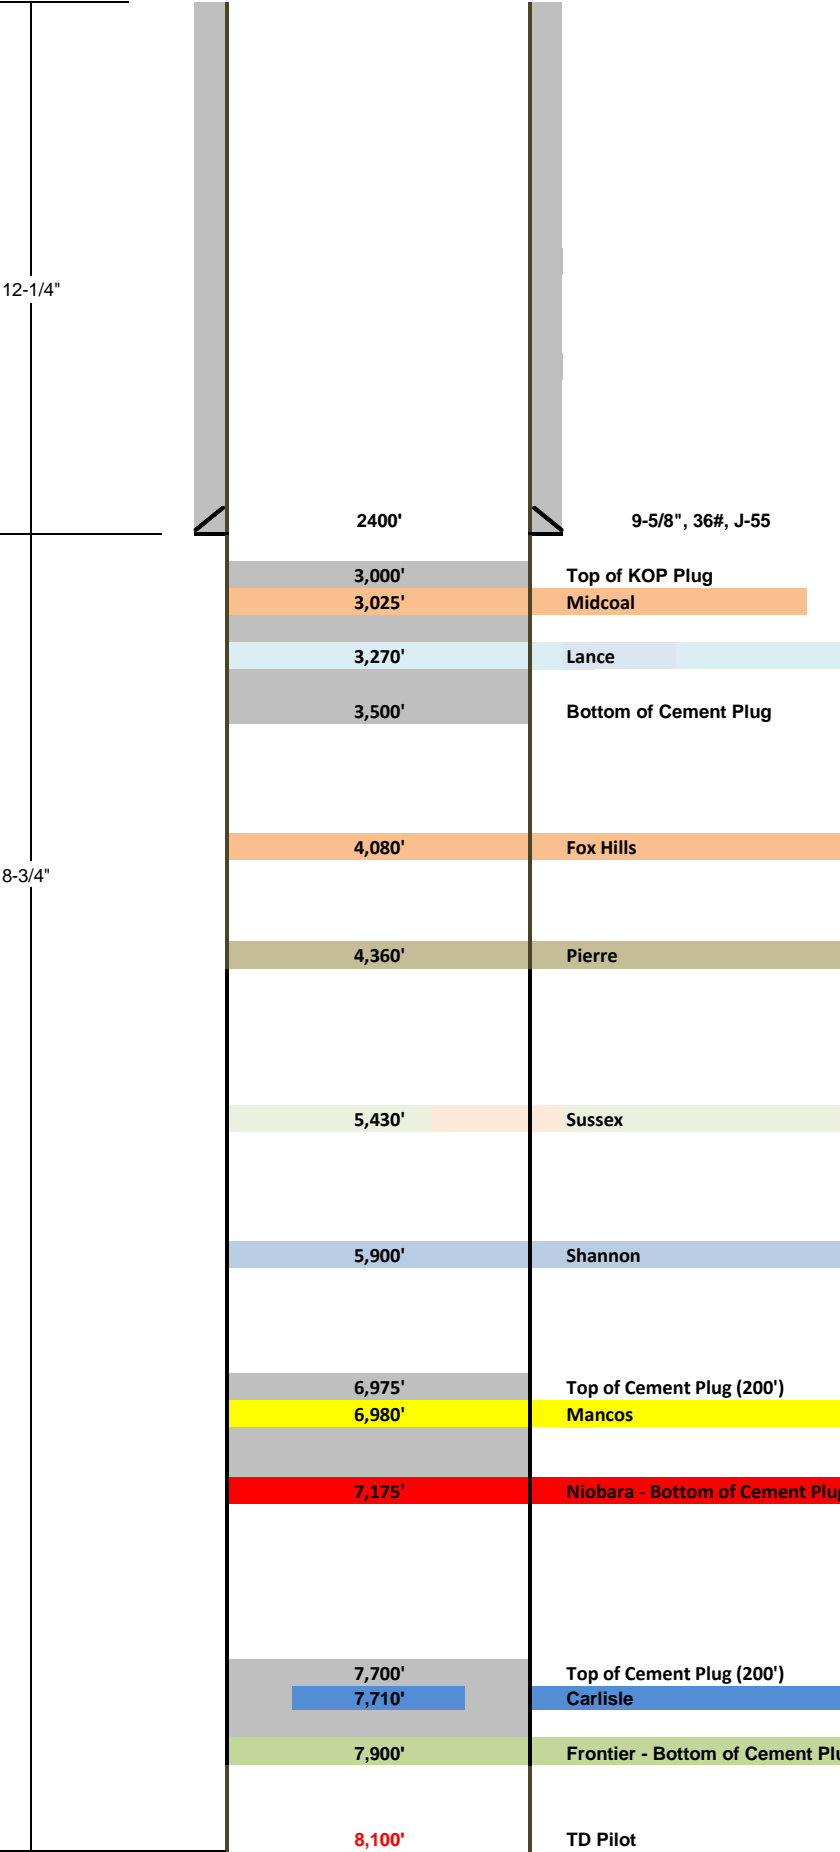 12-1/4"
2400' 9-5/8", 36#, J-55
3,000' Top of KOP Plug
3,025' Midcoal
3,270' Lance
3,500' Bottom of Cement Plug
4,080' Fox Hills
8-3/4"
4,360' Pierre
5,430' Sussex
5,900' Shannon
6,975' Top of Cement Plug (200')
6,980' Mancos
7,175' Niobara - Bottom of Cement Plug
7,700' Top of Cement Plug (200')
7,710' Carlisle
7,900' Frontier - Bottom of Cement Plu
8,100' TD Pilot